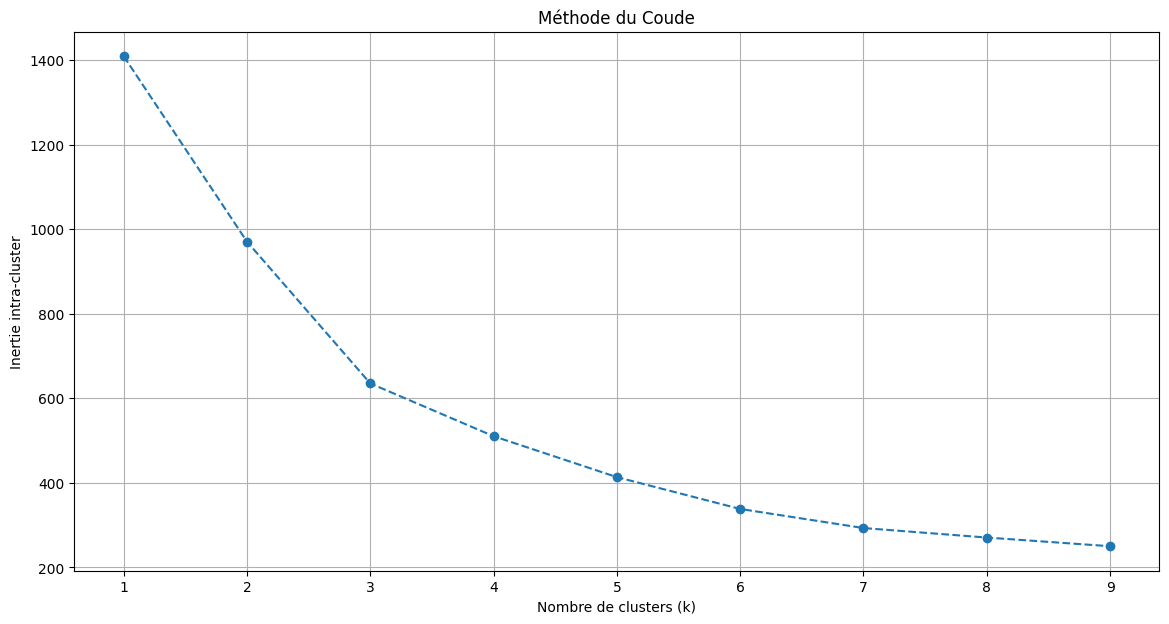 Méthode du Coude
Inertie intra-cluster
1400
1200
1000
800
600
400
200
1 2 3 4 5 6 7 8 9
Nombre de clusters (k)